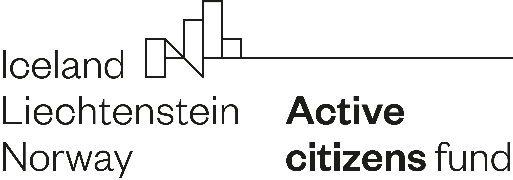 Iceland
Liechtenstein
Norway
Active
citizens fund